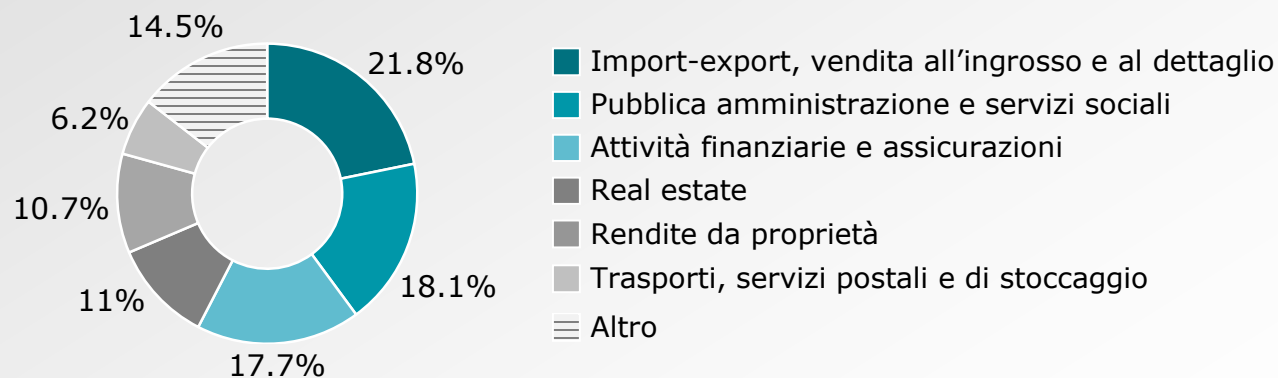 14.5%
21.8%
6.2%
10.7%
11%
18.1%
17.7%
Import-export, vendita all’ingrosso e al dettaglio
Pubblica amministrazione e servizi sociali
Attività finanziarie e assicurazioni
Real estate
Rendite da proprietà
Trasporti, servizi postali e di stoccaggio
Altro